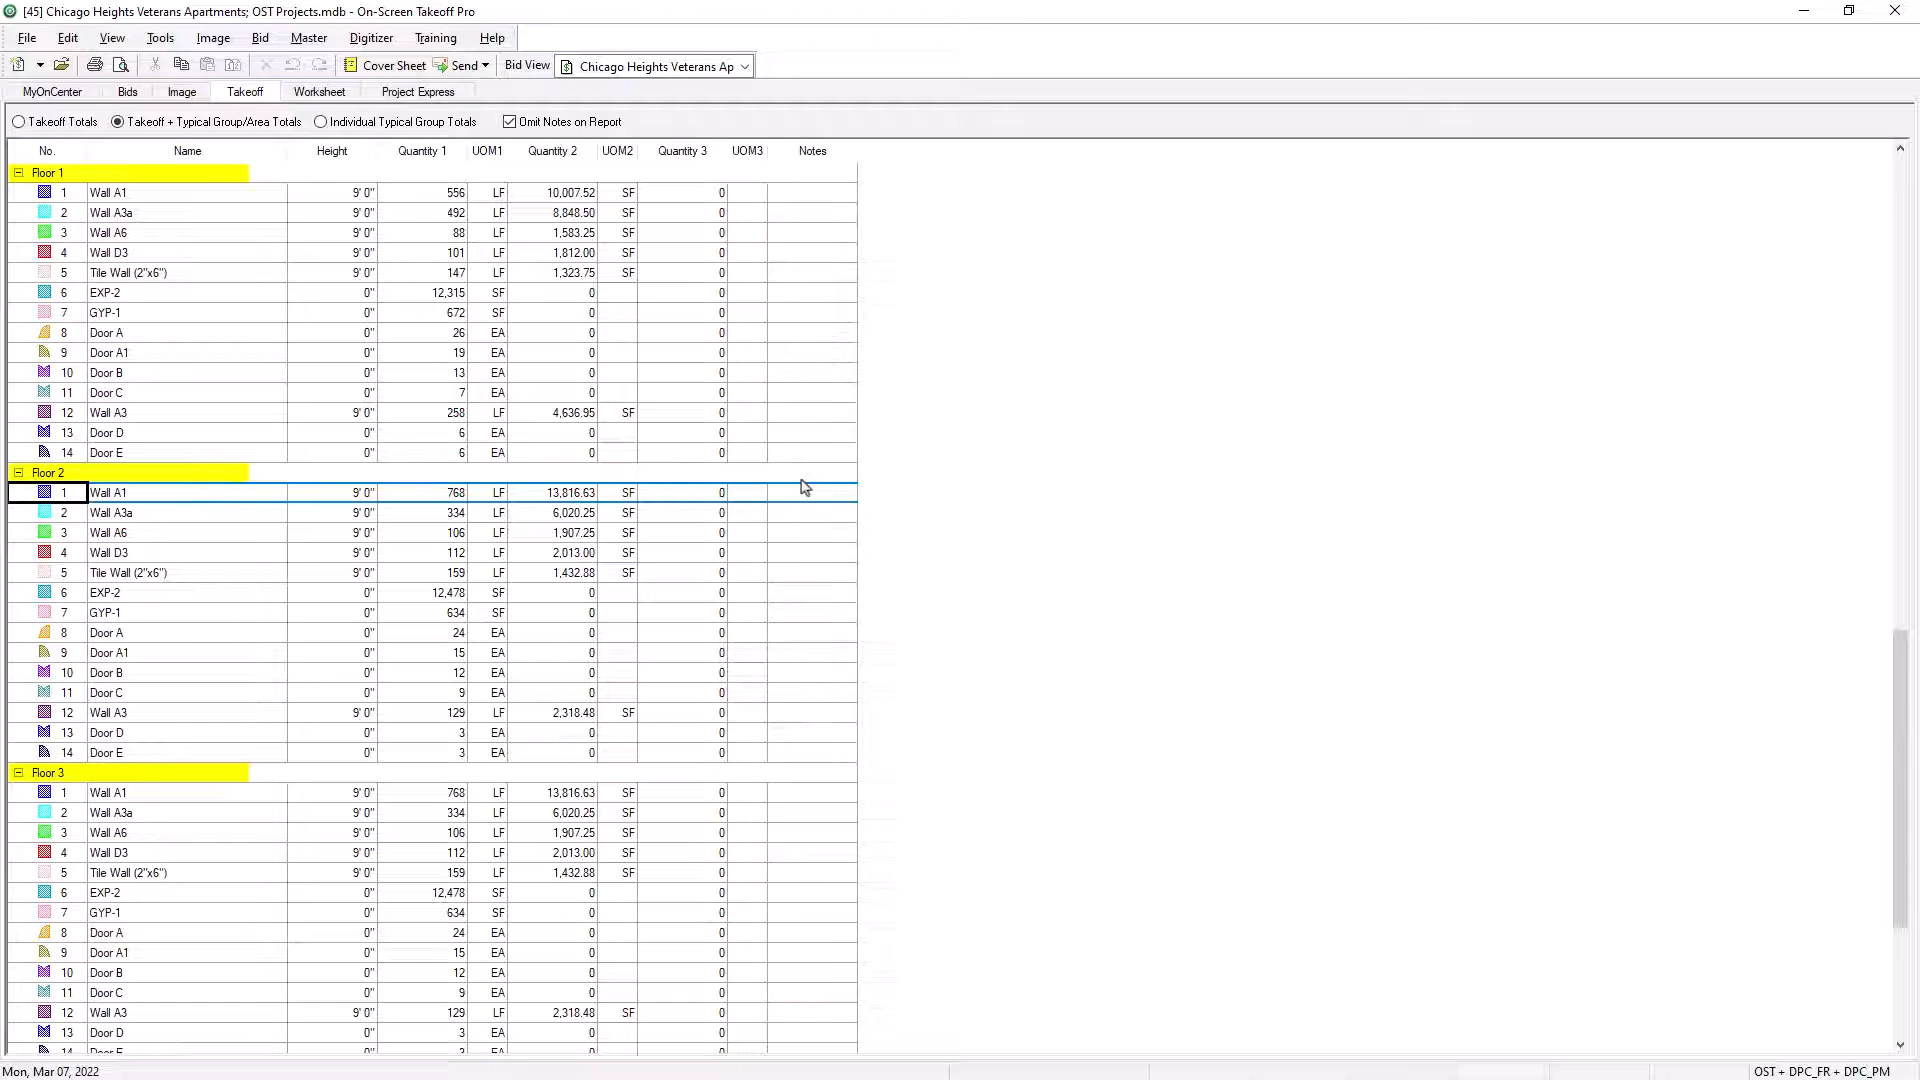 [45] Chicago Heights Veterans Apartments; OST Projects.mdb - On-Screen Takeoff Pro
File Edit View Tools Image Bid Master Digitizer Training Help
Cover Sheet Send Bid View Chicago Heights Veterans Ap
MyOnCenter Bids Image Takeoff Worksheet Project Express
Takeoff Totals Takeoff + Typical Group/Area Totals Individual Typical Group Totals Omit Notes on Report
No. Name Height Quantity 1 UOM1 Quantity 2 UOM2 Quantity 3 UOM3 Notes
Floor 1
1 Wall A1 9' 0" 556 LF 10,007.52 SF 0
2 Wall A3a 9' 0" 492 LF 8,848.50 SF 0
3 Wall A6 9' 0" 88 LF 1,583.25 SF 0
4 Wall D3 9' 0" 101 LF 1,812.00 SF 0
5 Tile Wall (2"x6") 9' 0" 147 LF 1,323.75 SF 0
6 EXP-2 0" 12,315 SF 0 0
7 GYP-1 0" 672 SF 0 0
8 Door A 0" 26 EA 0 0
9 Door A1 0" 19 EA 0 0
10 Door B 0" 13 EA 0 0
11 Door C 0" 7 EA 0 0
12 Wall A3 9' 0" 258 LF 4,636.95 SF 0
13 Door D 0" 6 EA 0 0
14 Door E 0" 6 EA 0 0
Floor 2
1 Wall A1 9' 0" 768 LF 13,816.63 SF 0
2 Wall A3a 9' 0" 334 LF 6,020.25 SF 0
3 Wall A6 9' 0" 106 LF 1,907.25 SF 0
4 Wall D3 9' 0" 112 LF 2,013.00 SF 0
5 Tile Wall (2"x6") 9' 0" 159 LF 1,432.88 SF 0
6 EXP-2 0" 12,478 SF 0 0
7 GYP-1 0" 634 SF 0 0
8 Door A 0" 24 EA 0 0
9 Door A1 0" 15 EA 0 0
10 Door B 0" 12 EA 0 0
11 Door C 0" 9 EA 0 0
12 Wall A3 9' 0" 129 LF 2,318.48 SF 0
13 Door D 0" 3 EA 0 0
14 Door E 0" 3 EA 0 0
Floor 3
1 Wall A1 9' 0" 768 LF 13,816.63 SF 0
2 Wall A3a 9' 0" 334 LF 6,020.25 SF 0
3 Wall A6 9' 0" 106 LF 1,907.25 SF 0
4 Wall D3 9' 0" 112 LF 2,013.00 SF 0
5 Tile Wall (2"x6") 9' 0" 159 LF 1,432.88 SF 0
6 EXP-2 0" 12,478 SF 0 0
7 GYP-1 0" 634 SF 0 0
8 Door A 0" 24 EA 0 0
9 Door A1 0" 15 EA 0 0
10 Door B 0" 12 EA 0 0
11 Door C 0" 9 EA 0 0
12 Wall A3 9' 0" 129 LF 2,318.48 SF 0
13 Door D 0" 3 EA 0 0
Mon, Mar 07, 2022 OST + DPC_FR + DPC_PM